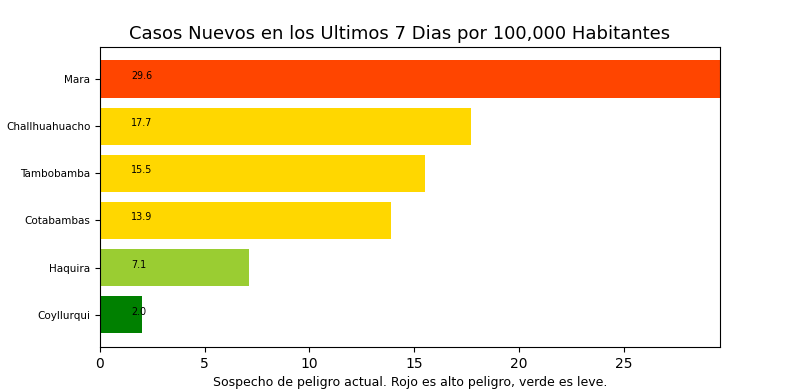 Casos Nuevos en los Ultimos 7 Dias por 100,000 Habitantes
Mara 29.6
Challhuahuacho 17.7
Tambobamba 15.5
Cotabambas 13.9
Haquira 7.1
Coyllurqui 2.0
0 5 10 15 20 25
Sospecho de peligro actual. Rojo es alto peligro, verde es leve.